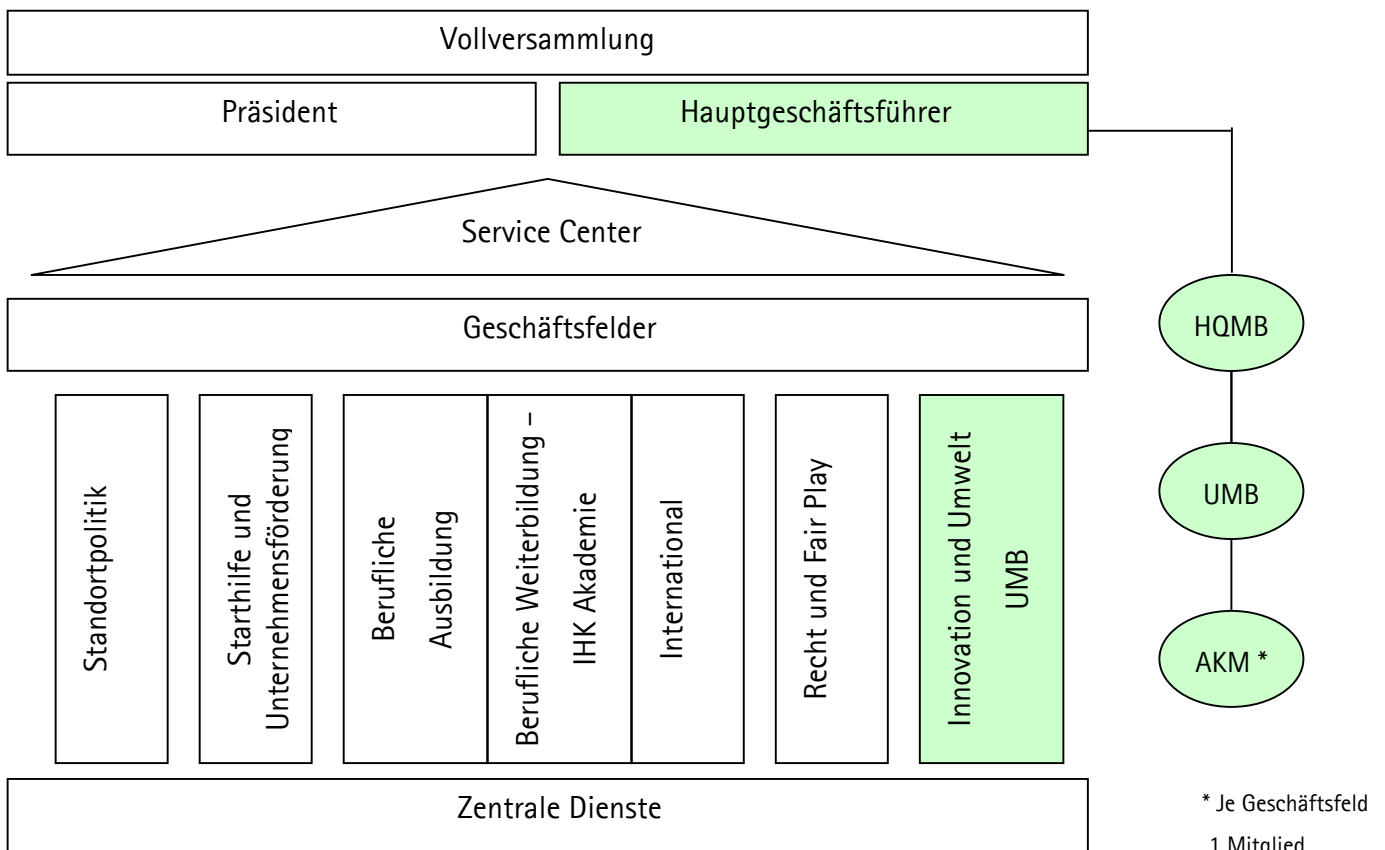 Vollversammlung
Präsident
Hauptgeschäftsführer
Service Center
Geschäftsfelder
HQMB
UMB
AKM *
Standortpolitik
Starthilfe und
Unternehmensförderung
Berufliche
Ausbildung
Berufliche Weiterbildung –
IHK Akademie
International
Recht und Fair Play
Innovation und Umwelt
UMB
Zentrale Dienste
* Je Geschäftsfeld
1 Mitglied